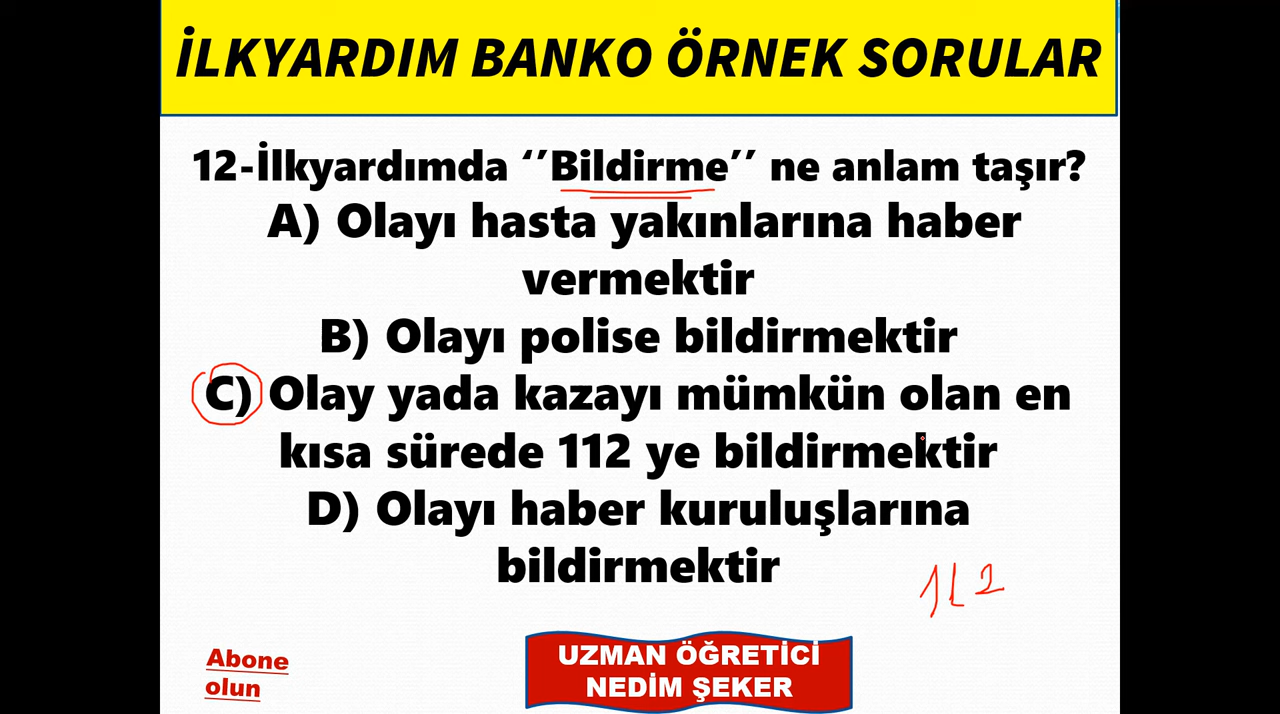 İLKYARDIM BANKO ÖRNEK SORULAR
12-İlkyardımda ‘’Bildirme’’ ne anlam taşır?
A) Olayı hasta yakınlarına haber
vermektir
B) Olayı polise bildirmektir
C) Olay yada kazayı mümkün olan en
kısa sürede 112 ye bildirmektir
D) Olayı haber kuruluşlarına
bildirmektir
112
Abone
olun
UZMAN ÖĞRETİCİ
NEDİM ŞEKER